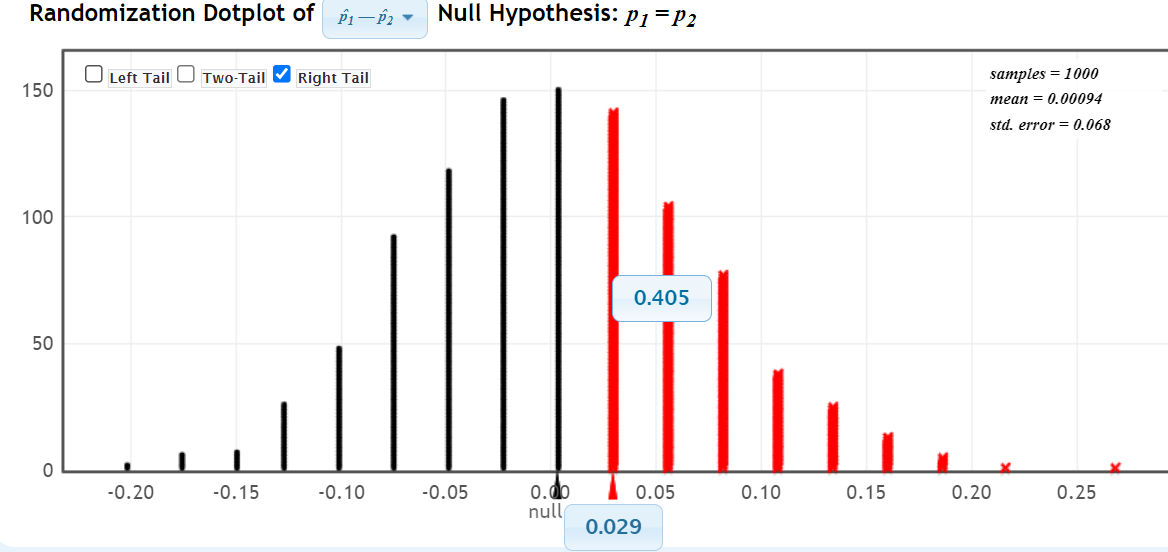 Randomization Dotplot of p̂₁ − p̂₂ ▼ Null Hypothesis: p₁ = p₂
Left Tail Two-Tail Right Tail
samples = 1000
mean = 0.00094
std. error = 0.068
150
100
50
0
0.405
-0.20 -0.15 -0.10 -0.05 0.00 0.05 0.10 0.15 0.20 0.25
null
0.029